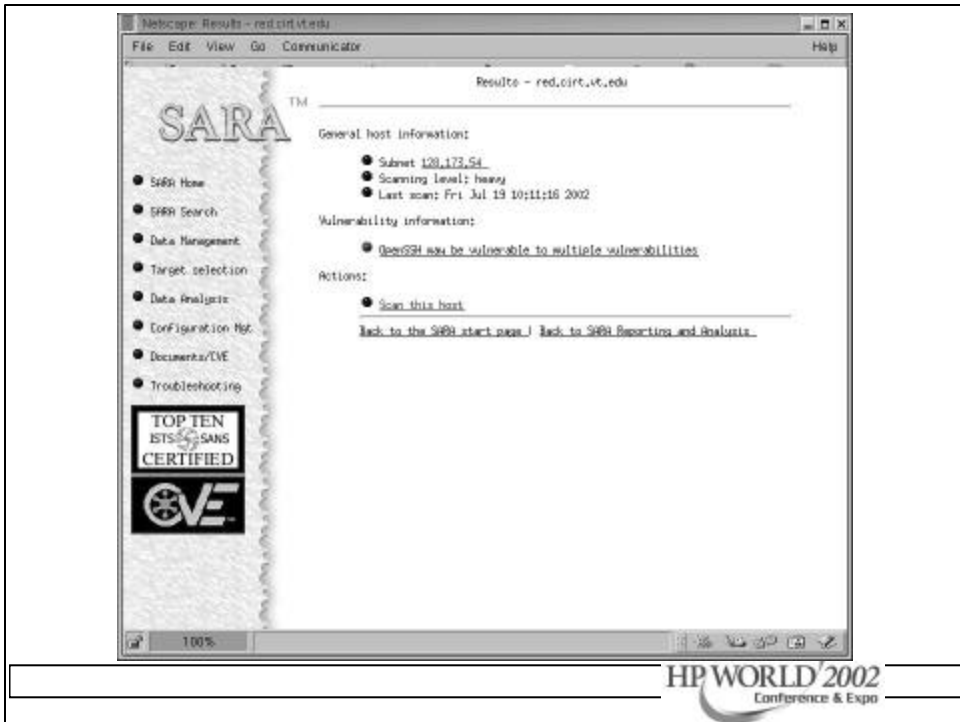 Netscape: Results - red.cirt.vt.edu
File Edit View Go Communicator Help
SARA TM
SARA Home
SARA Search
Data Management
Target selection
Data Analysis
Configuration Mgt.
Documents/CVE
Troubleshooting
TOP TEN
ISTS SANS
CERTIFIED
CVE
Results - red.cirt.vt.edu
General host information:
Subnet 128.173.54
Scanning level: heavy
Last scan: Fri Jul 19 10:11:16 2002
Vulnerability information:
OpenSSH may be vulnerable to multiple vulnerabilities
Actions:
Scan this host
Back to the SARA start page | Back to SARA Reporting and Analysis
100%
HP WORLD'2002
Conference & Expo